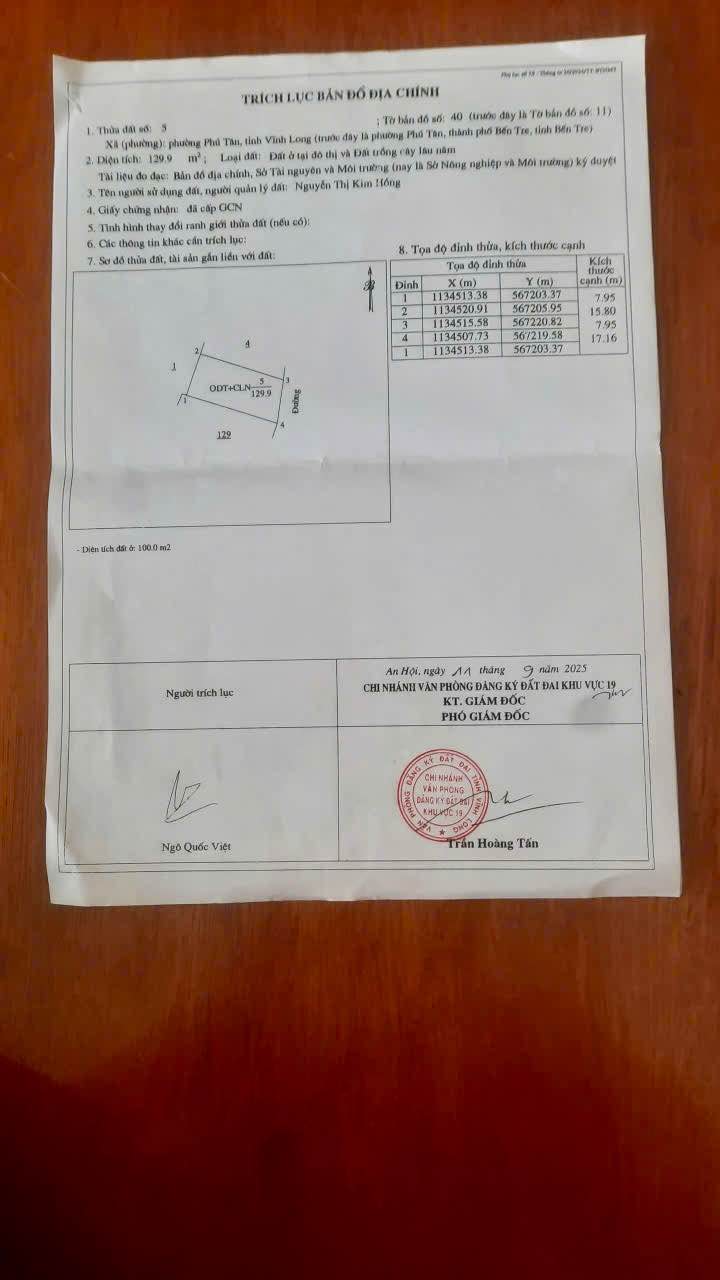 TRÍCH LỤC BẢN ĐỒ ĐỊA CHÍNH
1. Thửa đất số: 5 ; Tờ bản đồ số: 40 (trước đây là Tờ bản đồ số: 11)
Xã (phường): phường Phú Tân, tỉnh Vĩnh Long (trước đây là phường Phú Tân, thành phố Bến Tre, tỉnh Bến Tre)
2. Diện tích: 129.9 m²; Loại đất: Đất ở tại đô thị và Đất trồng cây lâu năm
Tài liệu đo đạc: Bản đồ địa chính, Sở Tài nguyên và Môi trường (nay là Sở Nông nghiệp và Môi trường) ký duyệt
3. Tên người sử dụng đất, người quản lý đất: Nguyễn Thị Kim Hồng
4. Giấy chứng nhận: đã cấp GCN
5. Tình hình thay đổi ranh giới thửa đất (nếu có):
6. Các thông tin khác cần trích lục:
7. Sơ đồ thửa đất, tài sản gắn liền với đất:
8. Tọa độ đỉnh thửa, kích thước cạnh
Tọa độ đỉnh thửa Kích thước cạnh (m)
Đỉnh X (m) Y (m)
1 1134513.38 567203.37
7.95
2 1134520.91 567205.95
15.80
3 1134515.58 567220.82
7.95
4 1134507.73 567219.58
17.16
1 1134513.38 567203.37
4
2
1
3
ODT+CLN 5
129.9
Đường
1
4
129
- Diện tích đất ở: 100.0 m2
Người trích lục
An Hội, ngày 11 tháng 9 năm 2025
CHI NHÁNH VĂN PHÒNG ĐĂNG KÝ ĐẤT ĐAI KHU VỰC 19
KT. GIÁM ĐỐC
PHÓ GIÁM ĐỐC
VĂN PHÒNG ĐĂNG KÝ ĐẤT ĐAI TỈNH VĨNH LONG
CHI NHÁNH
VĂN PHÒNG
ĐĂNG KÝ ĐẤT ĐAI
KHU VỰC 19
Ngô Quốc Việt
Trần Hoàng Tấn